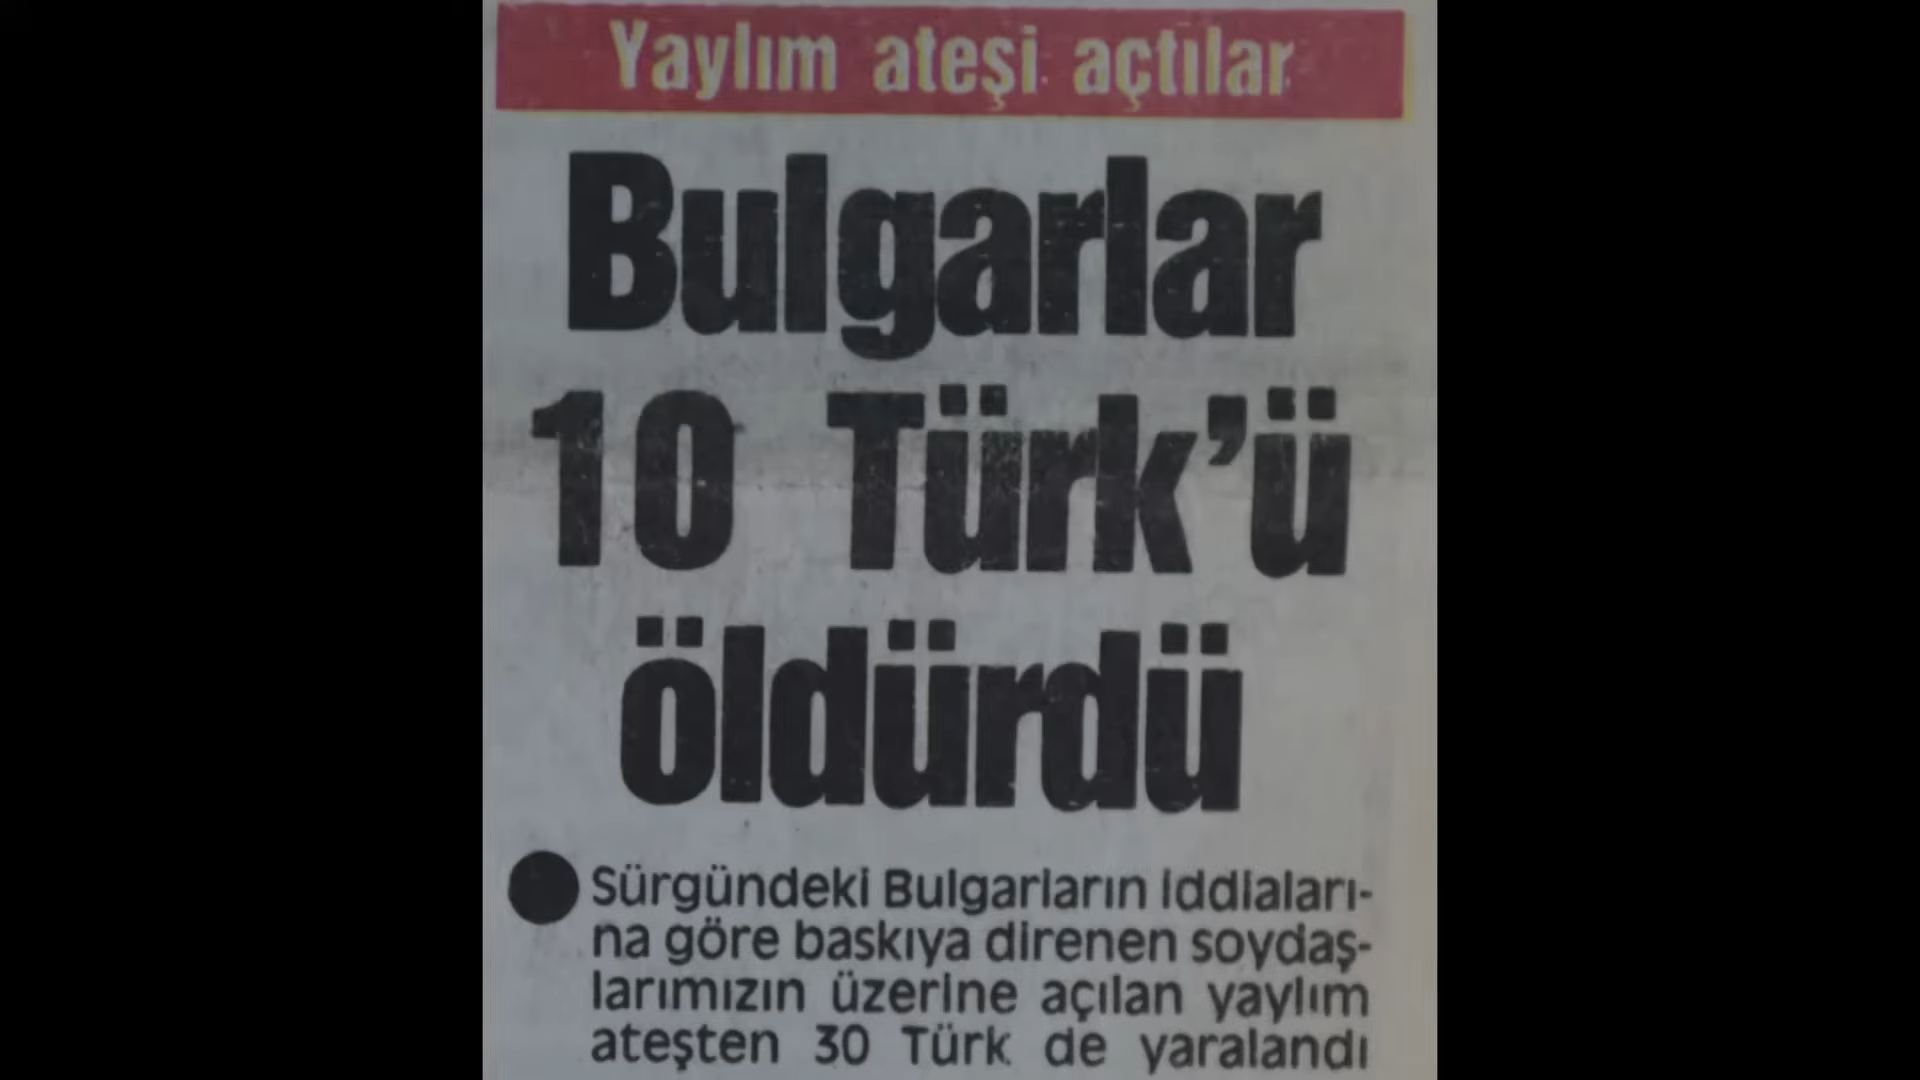 Yaylım ateşi açtılar
Bulgarlar
10 Türk'ü
öldürdü
Sürgündeki Bulgarların iddiaları-
na göre baskıya direnen soydaş-
larımızın üzerine açılan yaylım
ateşten 30 Türk de yaralandı